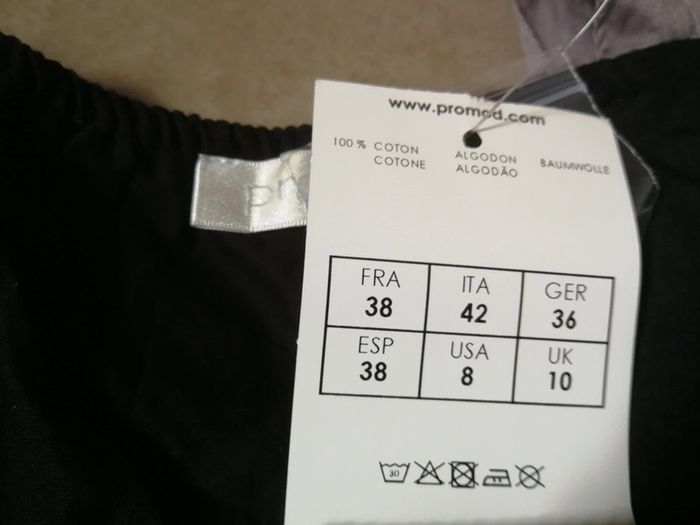 www.promod.com
100 % COTON ALGODON BAUMWOLLE
COTONE ALGODÃO
FRA ITA GER
38 42 36
ESP USA UK
38 8 10
30